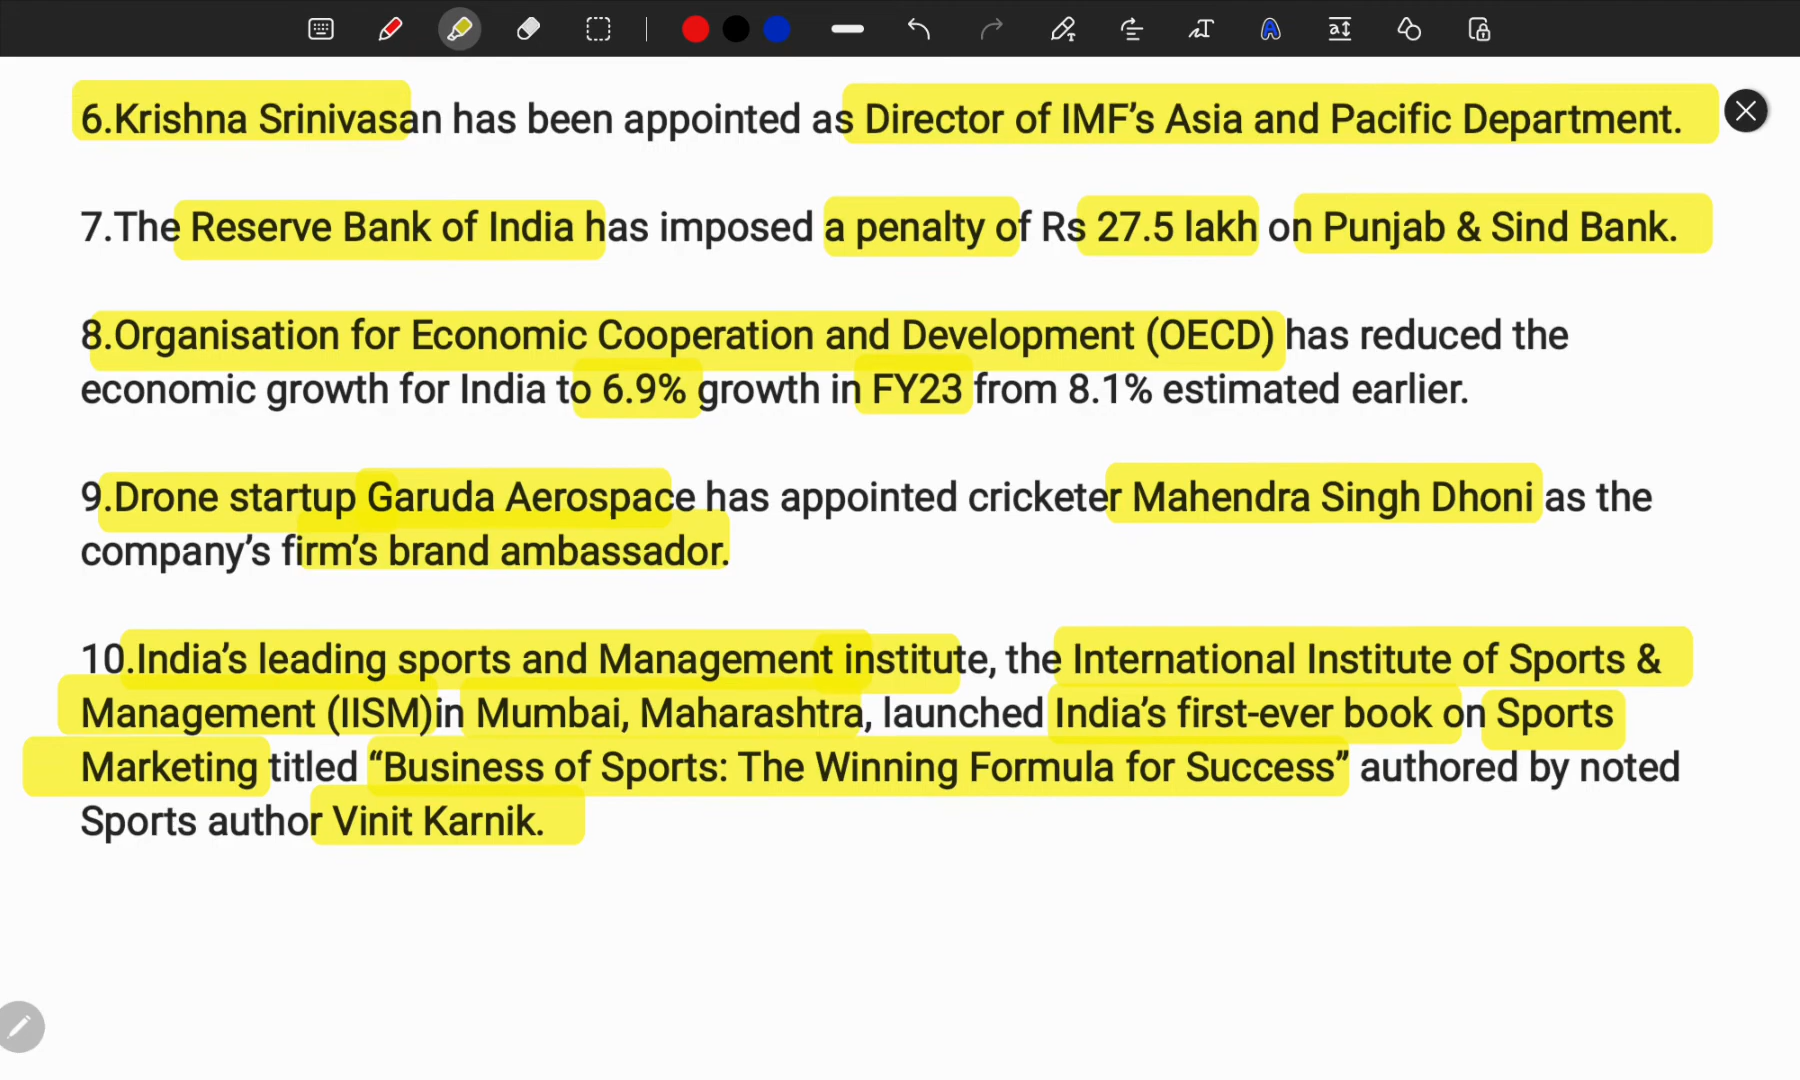 6.Krishna Srinivasan has been appointed as Director of IMF’s Asia and Pacific Department.
7.The Reserve Bank of India has imposed a penalty of Rs 27.5 lakh on Punjab & Sind Bank.
8.Organisation for Economic Cooperation and Development (OECD) has reduced the
economic growth for India to 6.9% growth in FY23 from 8.1% estimated earlier.
9.Drone startup Garuda Aerospace has appointed cricketer Mahendra Singh Dhoni as the
company’s firm’s brand ambassador.
10.India’s leading sports and Management institute, the International Institute of Sports &
Management (IISM)in Mumbai, Maharashtra, launched India’s first-ever book on Sports
Marketing titled “Business of Sports: The Winning Formula for Success” authored by noted
Sports author Vinit Karnik.